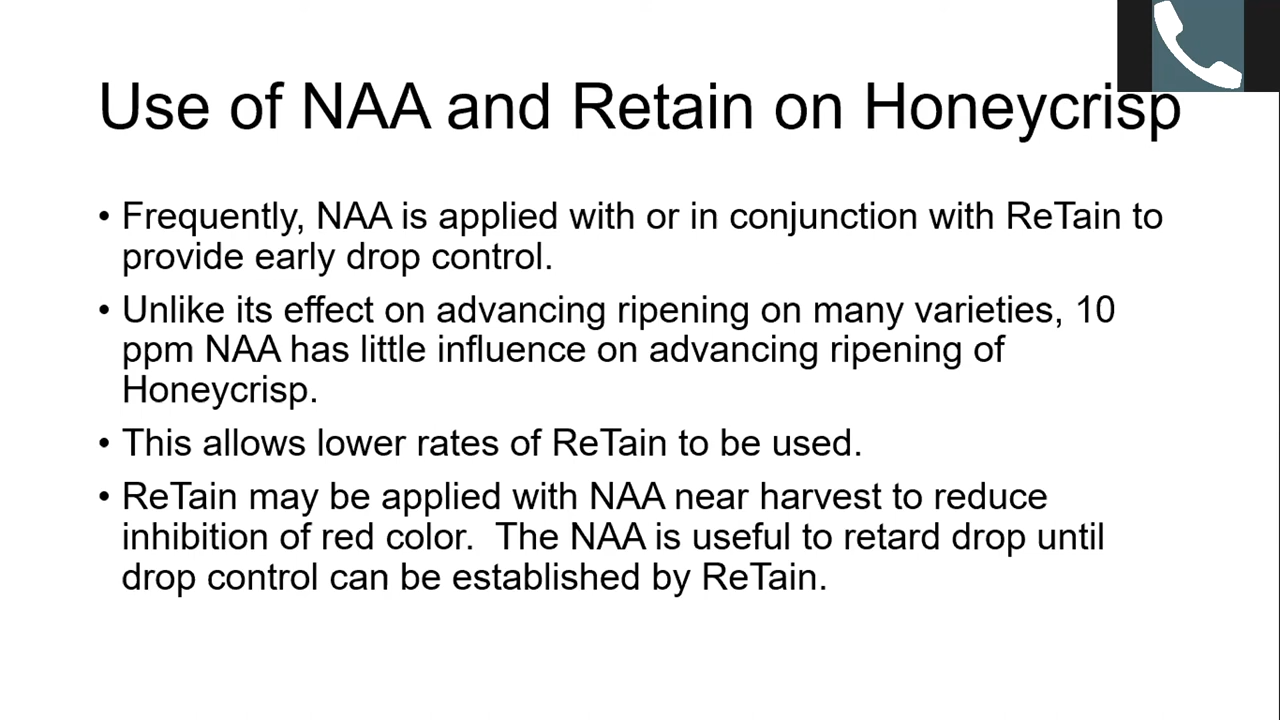 Use of NAA and Retain on Honeycrisp
• Frequently, NAA is applied with or in conjunction with ReTain to
provide early drop control.
• Unlike its effect on advancing ripening on many varieties, 10
ppm NAA has little influence on advancing ripening of
Honeycrisp.
• This allows lower rates of ReTain to be used.
• ReTain may be applied with NAA near harvest to reduce
inhibition of red color.  The NAA is useful to retard drop until
drop control can be established by ReTain.